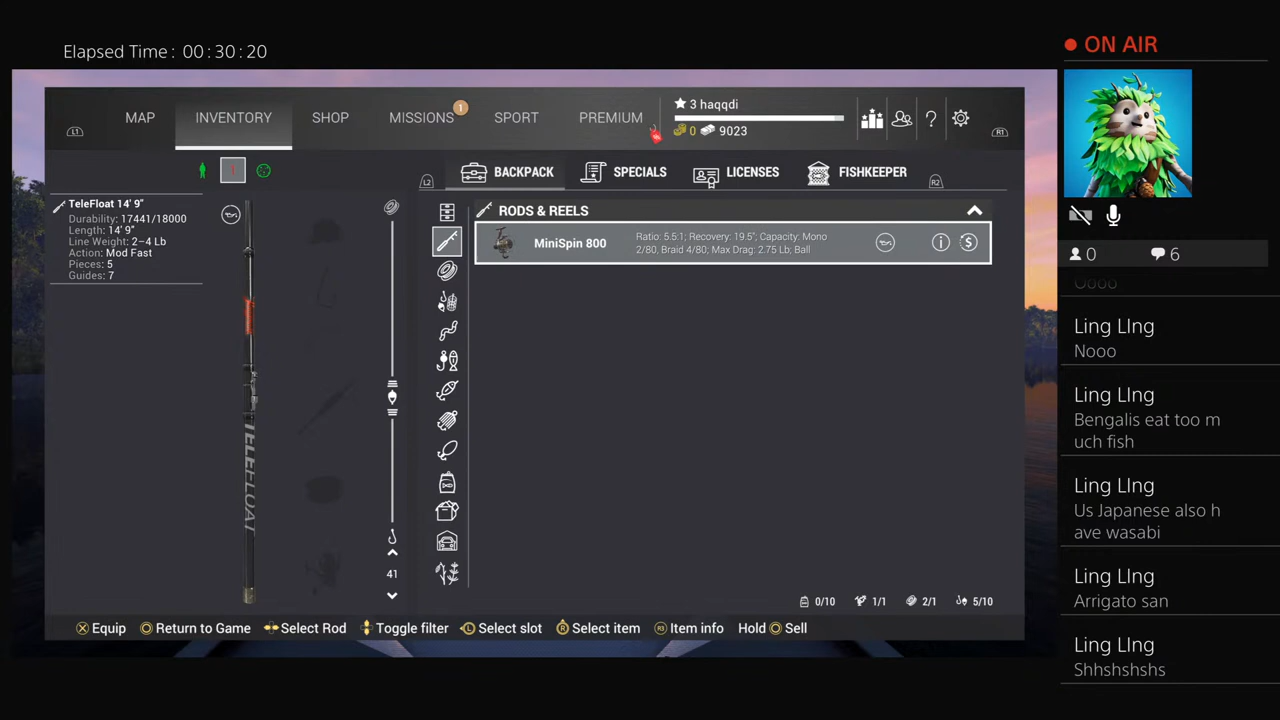 Elapsed Time: 00:30:20
ON AIR
MAP
INVENTORY
SHOP
MISSIONS
1
SPORT
PREMIUM
3 haqqdi
0
9023
L1
R1
L2
BACKPACK
SPECIALS
LICENSES
FISHKEEPER
R2
TeleFloat 14' 9"
Durability: 17441/18000
Length: 14' 9"
Line Weight: 2–4 Lb
Action: Mod Fast
Pieces: 5
Guides: 7
TELEFLOAT
RODS & REELS
MiniSpin 800
Ratio: 5.5:1; Recovery: 19.5"; Capacity: Mono
2/80, Braid 4/80; Max Drag: 2.75 Lb; Ball
41
0/10
1/1
2/1
5/10
Equip
Return to Game
Select Rod
Toggle filter
L Select slot
R Select item
R3 Item info
Hold Sell
0
6
Oooo
Ling LIng
Nooo
Ling LIng
Bengalis eat too m
uch fish
Ling LIng
Us Japanese also h
ave wasabi
Ling LIng
Arrigato san
Ling LIng
Shhshshshs